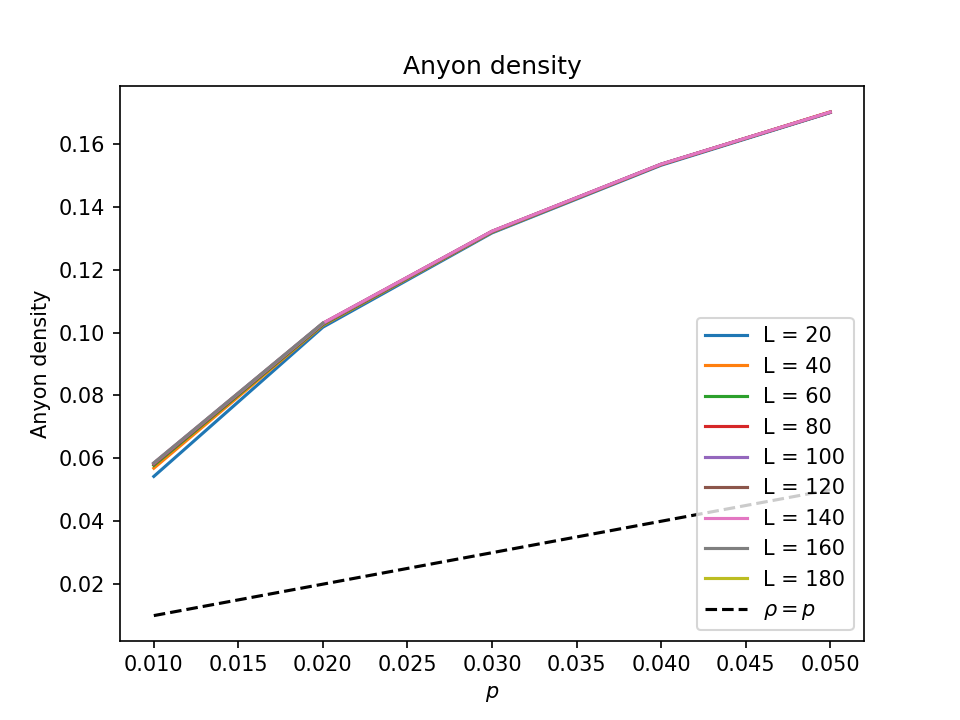 Anyon density
Anyon density
0.16
0.14
0.12
0.10
0.08
0.06
0.04
0.02
L = 20
L = 40
L = 60
L = 80
L = 100
L = 120
L = 140
L = 160
L = 180
ρ = p
0.010 0.015 0.020 0.025 0.030 0.035 0.040 0.045 0.050
p